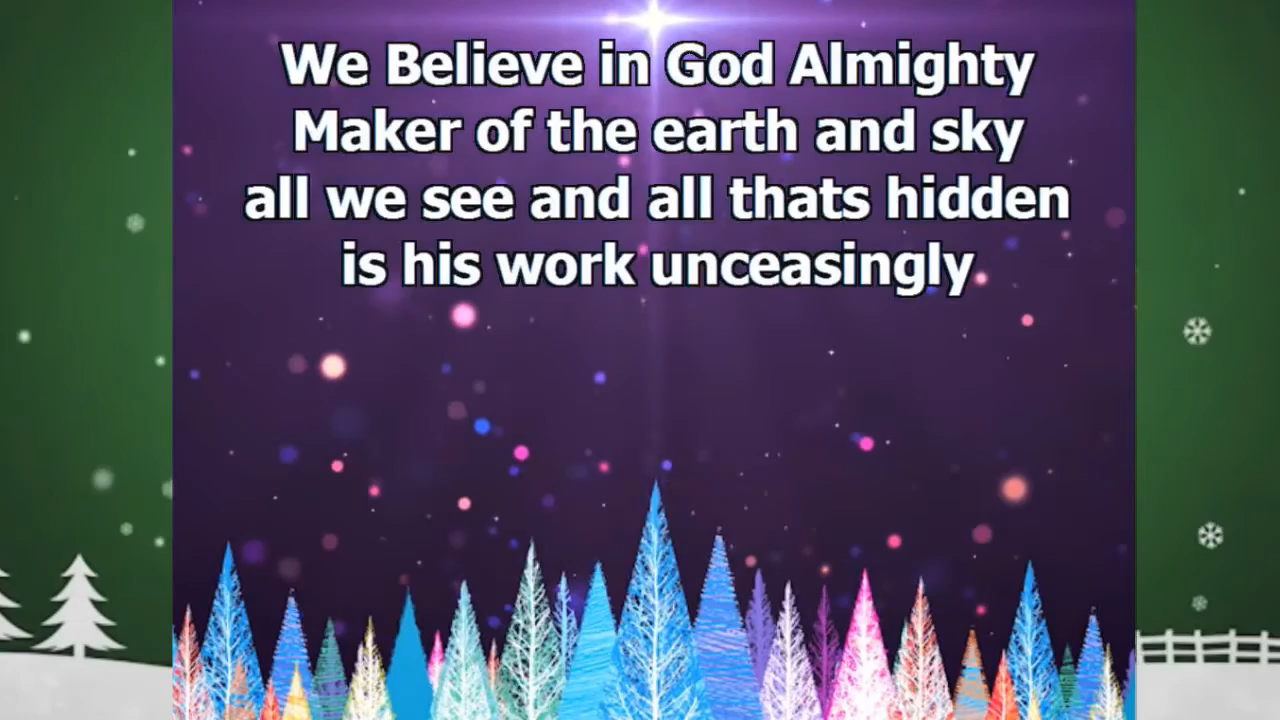 We Believe in God Almighty
Maker of the earth and sky
all we see and all thats hidden
is his work unceasingly